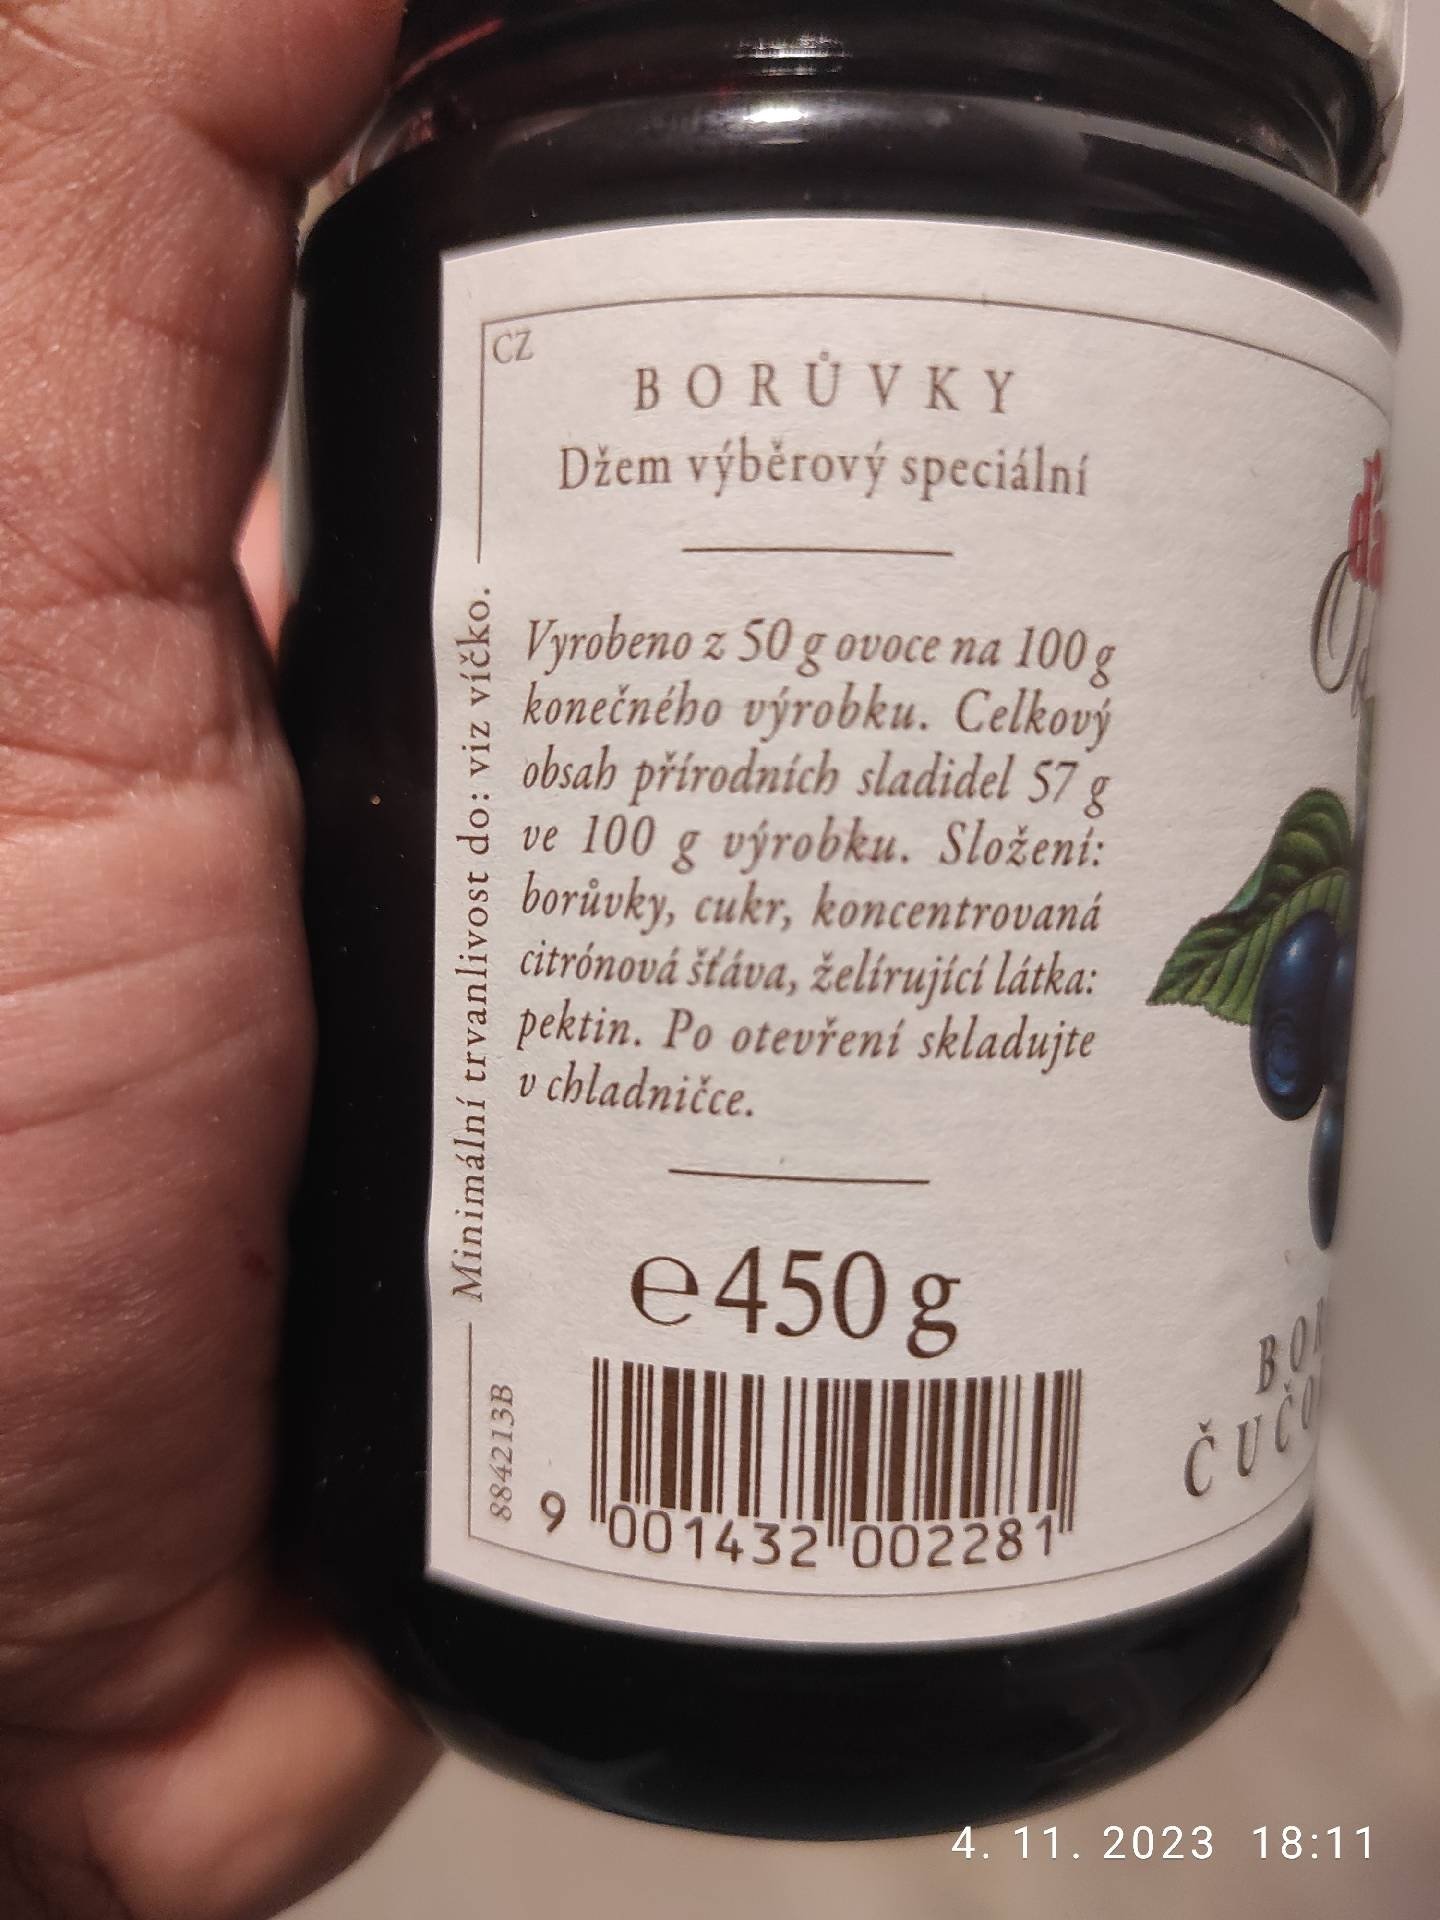 CZ
BORŮVKY
Džem výběrový speciální
Vyrobeno z 50 g ovoce na 100 g
konečného výrobku. Celkový
obsah přírodních sladidel 57 g
ve 100 g výrobku. Složení:
borůvky, cukr, koncentrovaná
citrónová šťáva, želírující látka:
pektin. Po otevření skladujte
v chladničce.
Minimální trvanlivost do: viz víčko.
℮450 g
884213B
9 001432 002281
4. 11. 2023 18:11